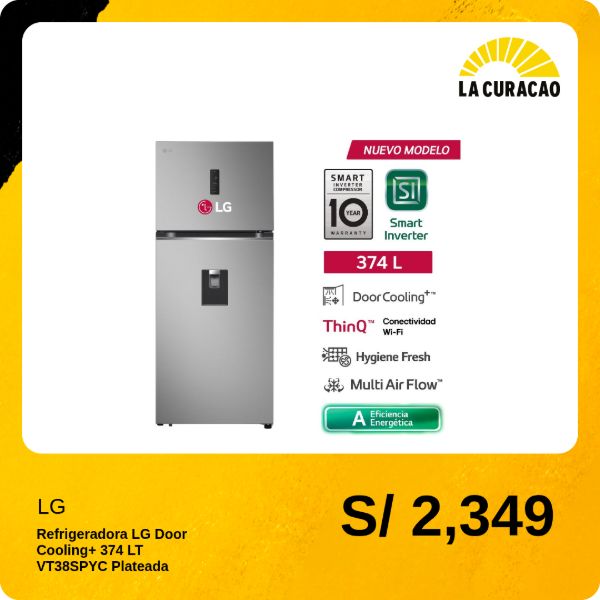 LA CURACAO
NUEVO MODELO
SMART
INVERTER
COMPRESSOR
10
YEAR
WARRANTY
SI
Smart
Inverter
LG
374 L
DoorCooling+™
ThinQ™ Conectividad
Wi-Fi
Hygiene Fresh
Multi Air Flow™
A Eficiencia
Energética
LG
S/ 2,349
Refrigeradora LG Door
Cooling+ 374 LT
VT38SPYC Plateada